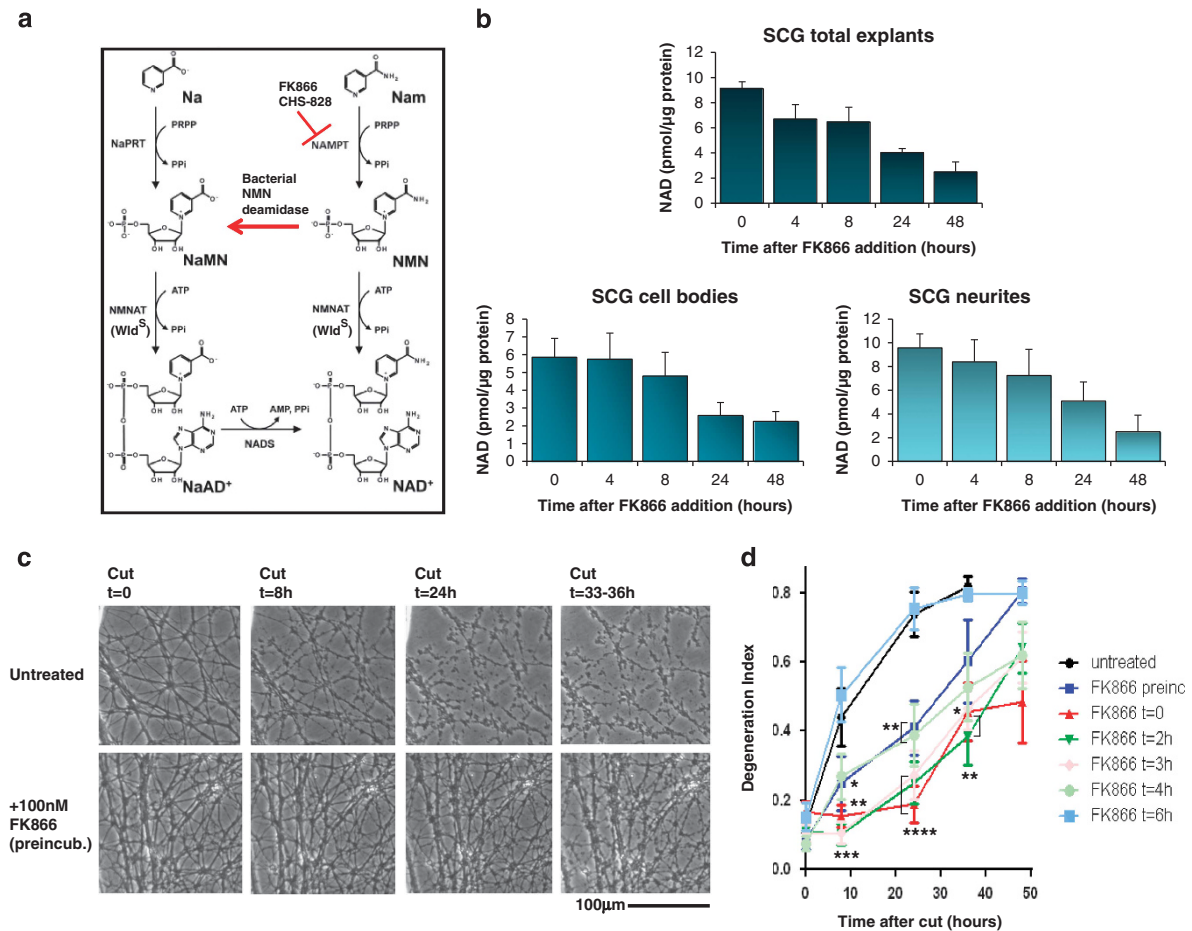 a
Na
NaPRT
PRPP
PPi
FK866
CHS-828
Nam
NAMPT
PRPP
PPi
Bacterial
NMN
deamidase
NaMN
NMN
NMNAT
(Wld^S)
ATP
PPi
NMNAT
(Wld^S)
ATP
PPi
ATP
AMP, PPi
NADS
NaAD+
NAD+
b
SCG total explants
NAD (pmol/µg protein)
12
10
8
6
4
2
0
0 4 8 24 48
Time after FK866 addition (hours)
SCG cell bodies
NAD (pmol/µg protein)
8
7
6
5
4
3
2
1
0
0 4 8 24 48
Time after FK866 addition (hours)
SCG neurites
NAD (pmol/µg protein)
12
10
8
6
4
2
0
0 4 8 24 48
Time after FK866 addition (hours)
c
Cut
t=0
Cut
t=8h
Cut
t=24h
Cut
t=33-36h
Untreated
+100nM
FK866
(preincub.)
100µm
d
Degeneration Index
0.8
0.6
0.4
0.2
0.0
0 10 20 30 40 50
Time after cut (hours)
**
*
*
**
**
***
****
untreated
FK866 preinc
FK866 t=0
FK866 t=2h
FK866 t=3h
FK866 t=4h
FK866 t=6h